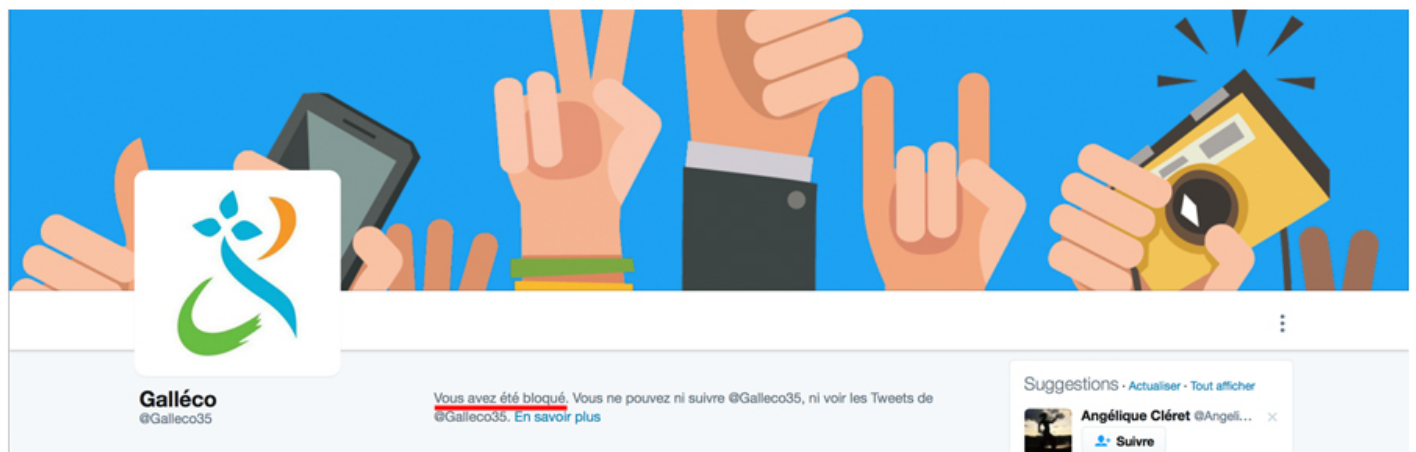 Galléco
@Galleco35
Vous avez été bloqué. Vous ne pouvez ni suivre @Galleco35, ni voir les Tweets de
@Galleco35. En savoir plus
Suggestions · Actualiser · Tout afficher
Angélique Cléret @Angeli...
Suivre